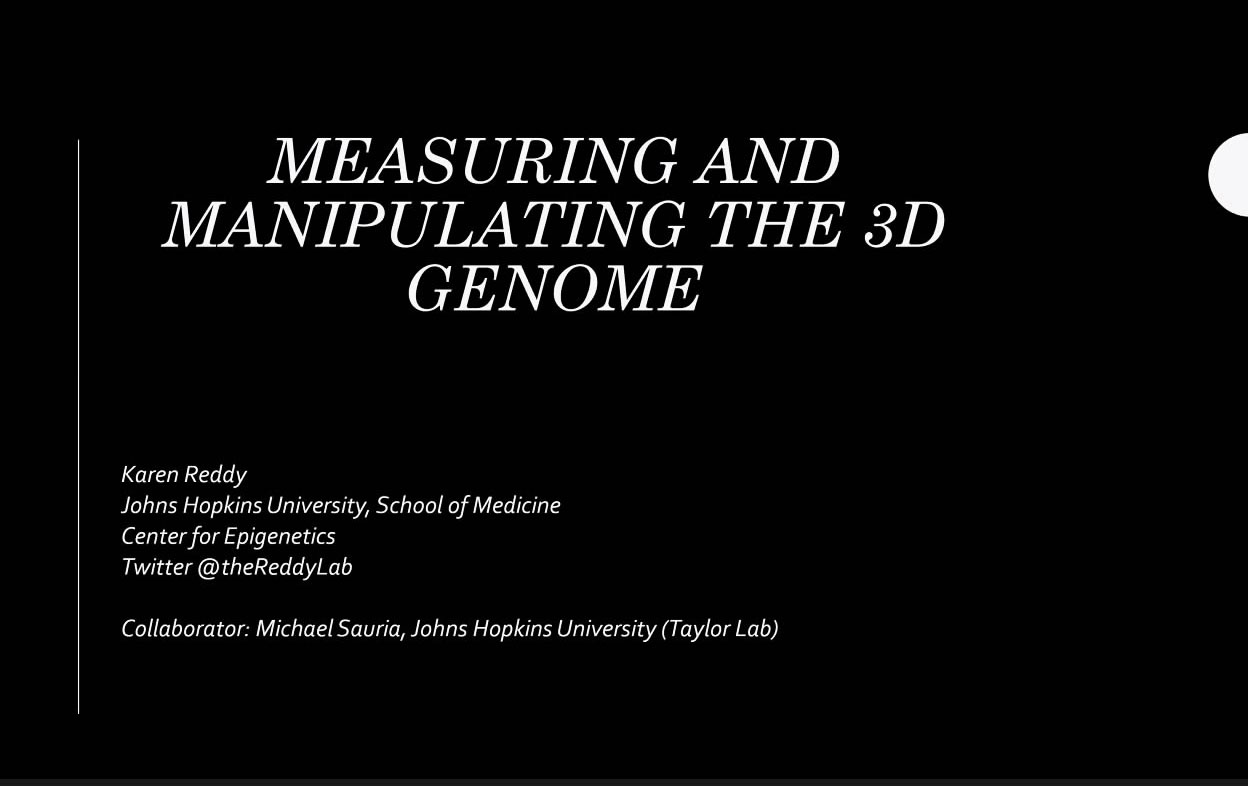 MEASURING AND
MANIPULATING THE 3D
GENOME
Karen Reddy
Johns Hopkins University, School of Medicine
Center for Epigenetics
Twitter @theReddyLab
Collaborator: Michael Sauria, Johns Hopkins University (Taylor Lab)